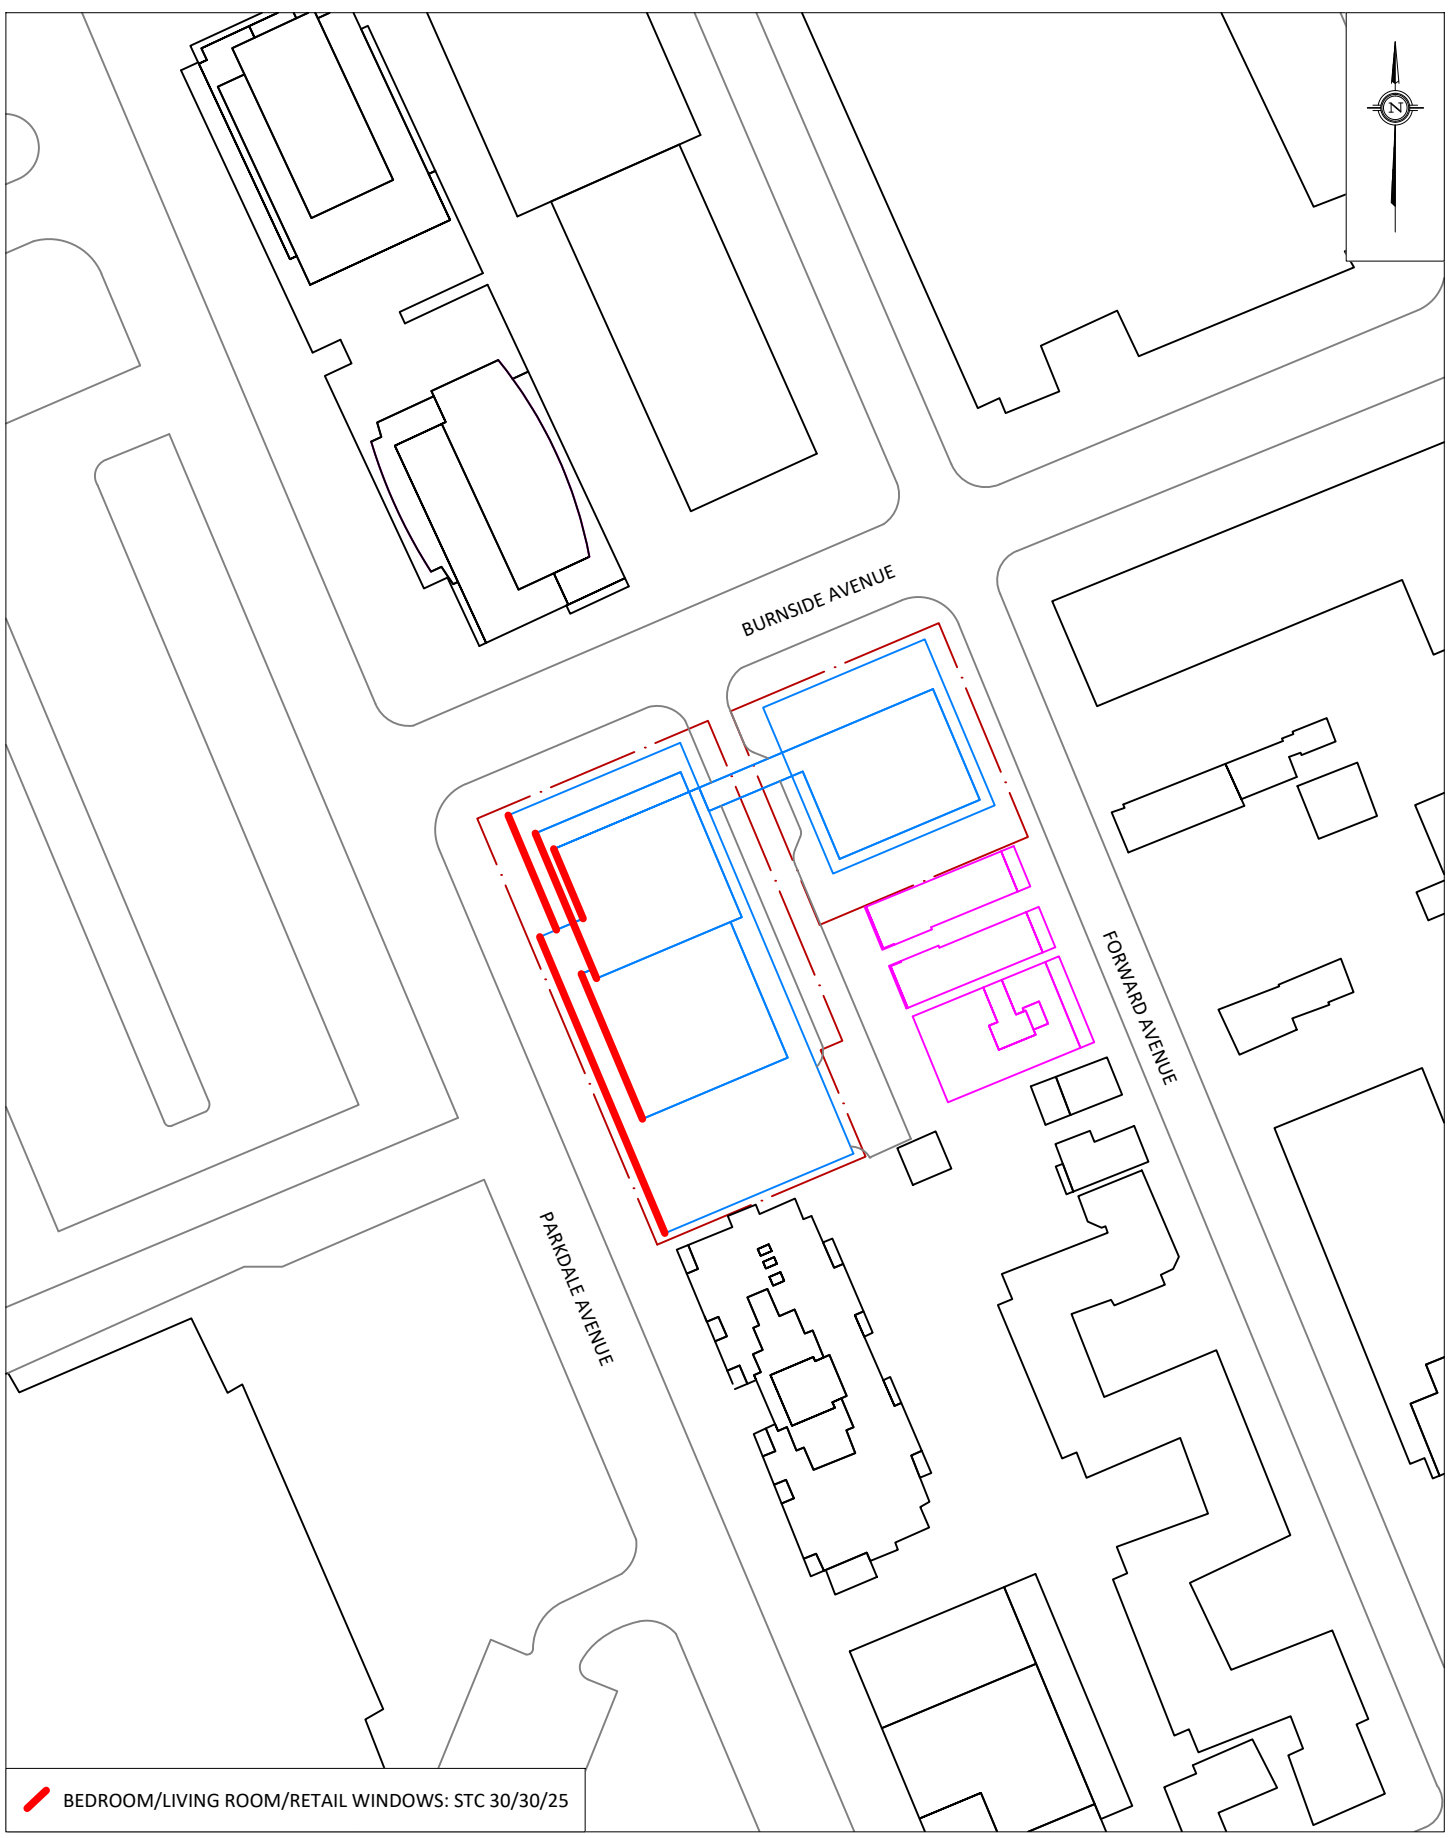 N
BURNSIDE AVENUE
FORWARD AVENUE
PARKDALE AVENUE
BEDROOM/LIVING ROOM/RETAIL WINDOWS: STC 30/30/25